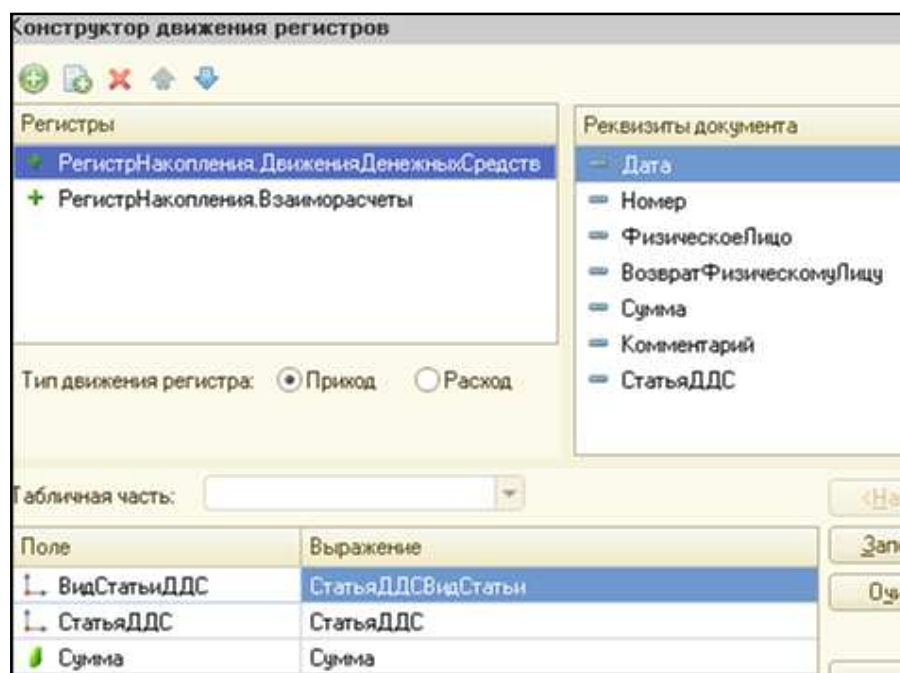 Конструктор движения регистров
Регистры
РегистрНакопления.ДвиженияДенежныхСредств
РегистрНакопления.Взаиморасчеты
Тип движения регистра: Приход Расход
Реквизиты документа
Дата
Номер
ФизическоеЛицо
ВозвратФизическомуЛицу
Сумма
Комментарий
СтатьяДДС
Табличная часть:
Поле Выражение
ВидСтатьиДДС СтатьяДДСВидСтатьи
СтатьяДДС СтатьяДДС
Сумма Сумма